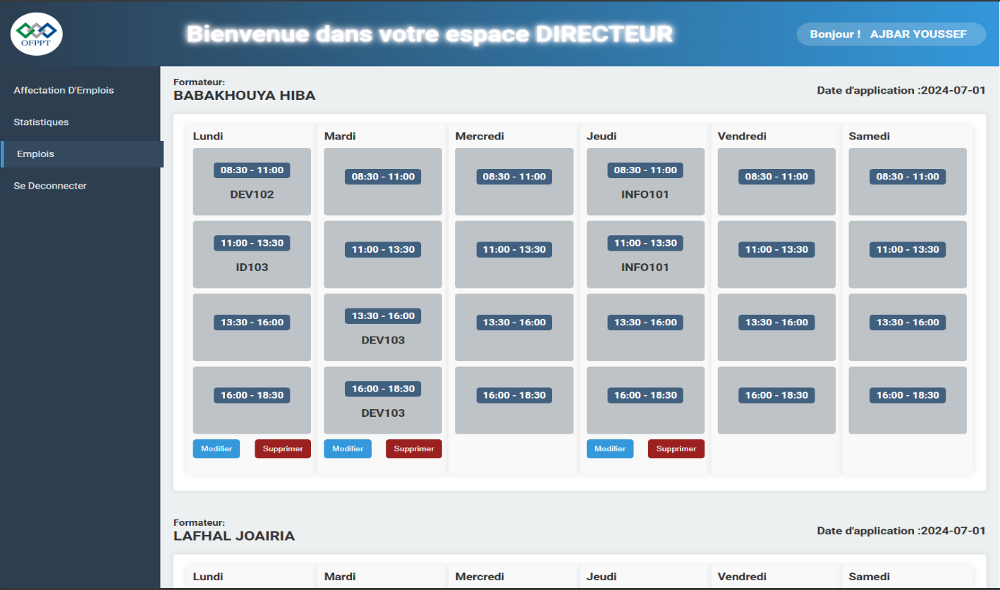 OFPPT
Bienvenue dans votre espace DIRECTEUR
Bonjour ! AJBAR YOUSSEF
Affectation D'Emplois
Statistiques
Emplois
Se Deconnecter
Formateur:
BABAKHOUYA HIBA
Date d'application :2024-07-01
Lundi
08:30 - 11:00
DEV102
11:00 - 13:30
ID103
13:30 - 16:00
16:00 - 18:30
Modifier Supprimer
Mardi
08:30 - 11:00
11:00 - 13:30
13:30 - 16:00
DEV103
16:00 - 18:30
DEV103
Modifier Supprimer
Mercredi
08:30 - 11:00
11:00 - 13:30
13:30 - 16:00
16:00 - 18:30
Jeudi
08:30 - 11:00
INFO101
11:00 - 13:30
INFO101
13:30 - 16:00
16:00 - 18:30
Modifier Supprimer
Vendredi
08:30 - 11:00
11:00 - 13:30
13:30 - 16:00
16:00 - 18:30
Samedi
08:30 - 11:00
11:00 - 13:30
13:30 - 16:00
16:00 - 18:30
Formateur:
LAFHAL JOAIRIA
Date d'application :2024-07-01
Lundi Mardi Mercredi Jeudi Vendredi Samedi